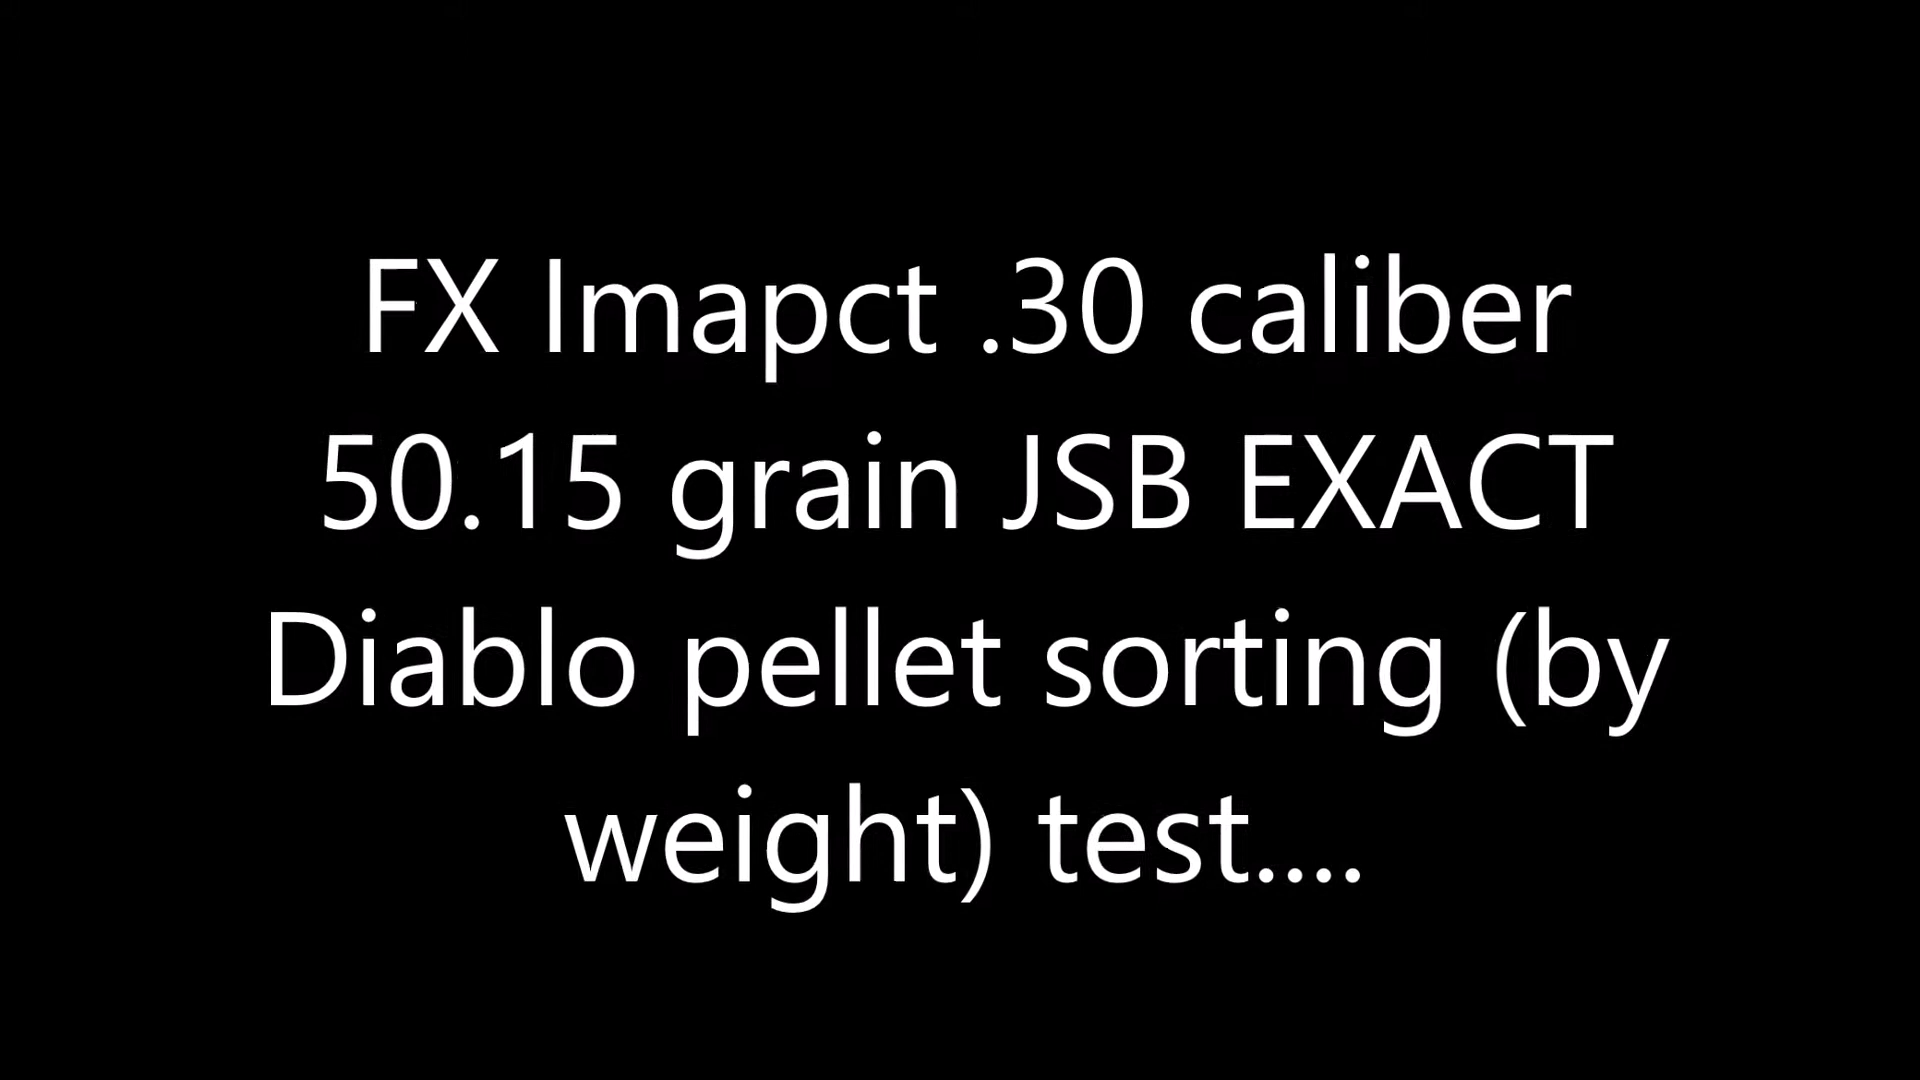 FX Imapct .30 caliber
50.15 grain JSB EXACT
Diablo pellet sorting (by
weight) test....